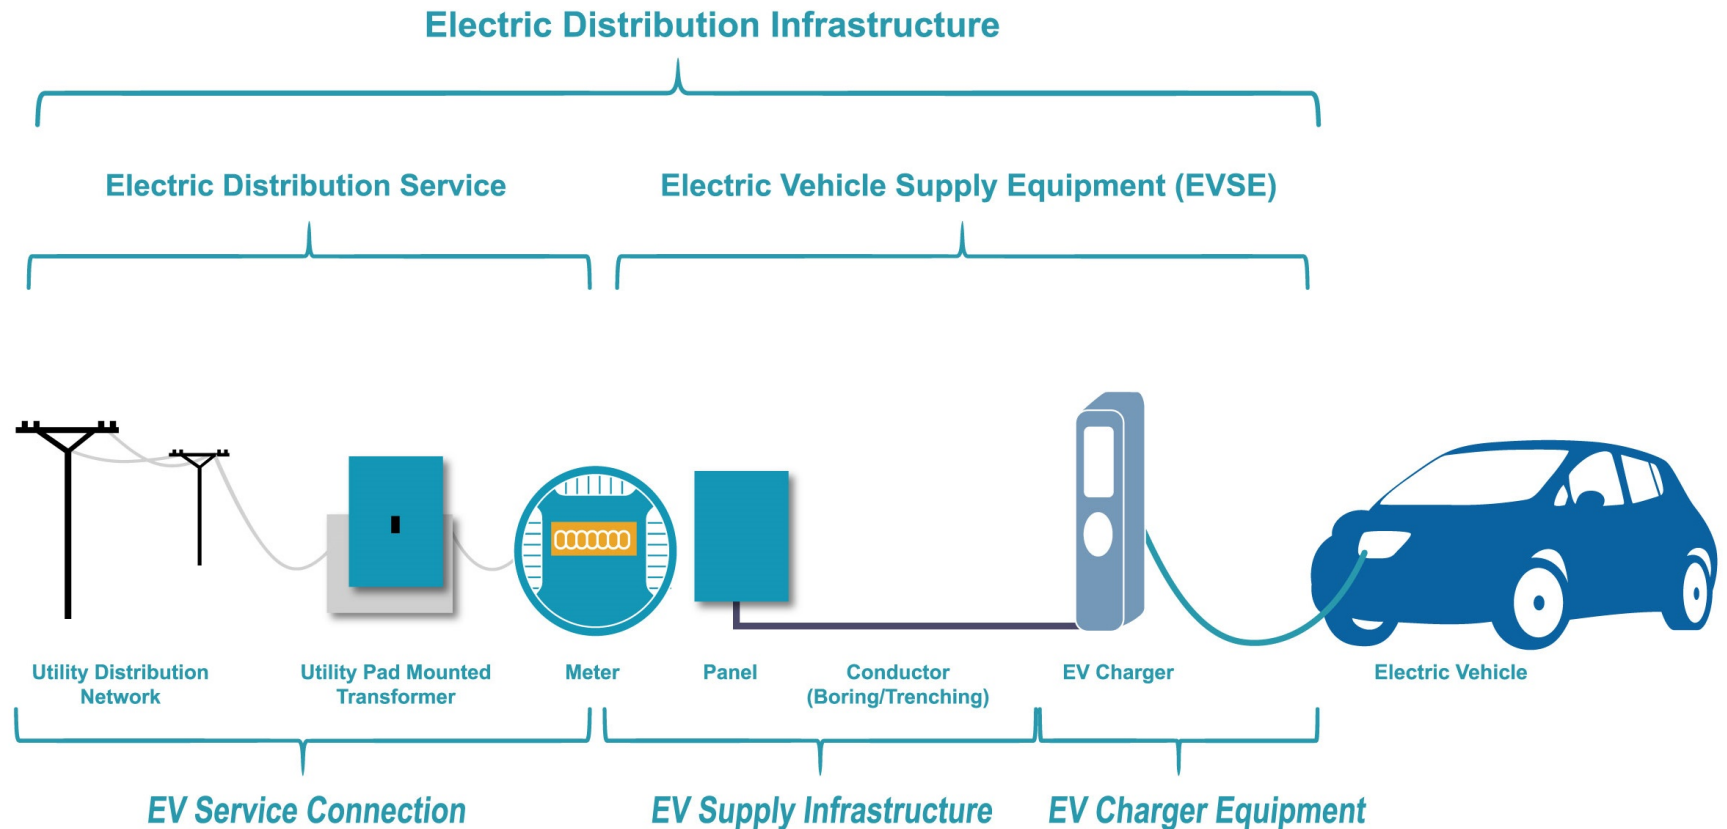 Electric Distribution Infrastructure
Electric Distribution Service
Electric Vehicle Supply Equipment (EVSE)
Utility Distribution
Network
Utility Pad Mounted
Transformer
Meter
Panel
Conductor
(Boring/Trenching)
EV Charger
Electric Vehicle
EV Service Connection
EV Supply Infrastructure
EV Charger Equipment